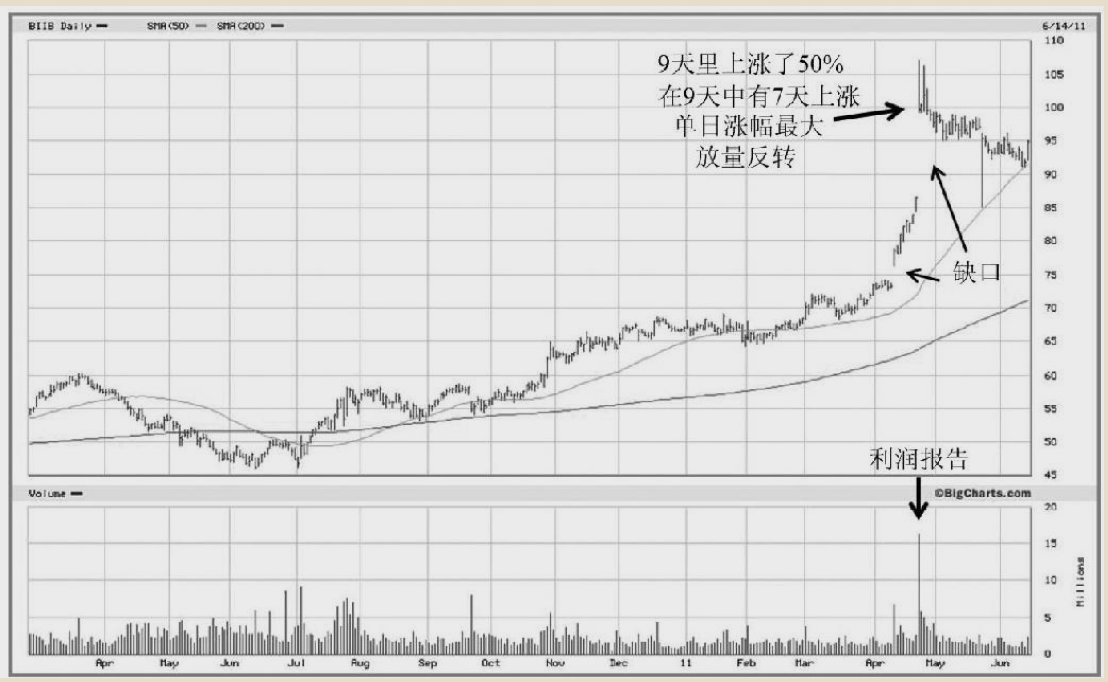 BIIB Daily SMA(50) SMA(200) 6/14/11
110
9天里上涨了50%
在9天中有7天上涨
单日涨幅最大
放量反转
105
100
95
90
85
80
缺口
75
70
65
60
55
50
利润报告
45
Volume ©BigCharts.com
20
15
10
5
0
Millions
Apr May Jun Jul Aug Sep Oct Nov Dec 11 Feb Mar Apr May Jun